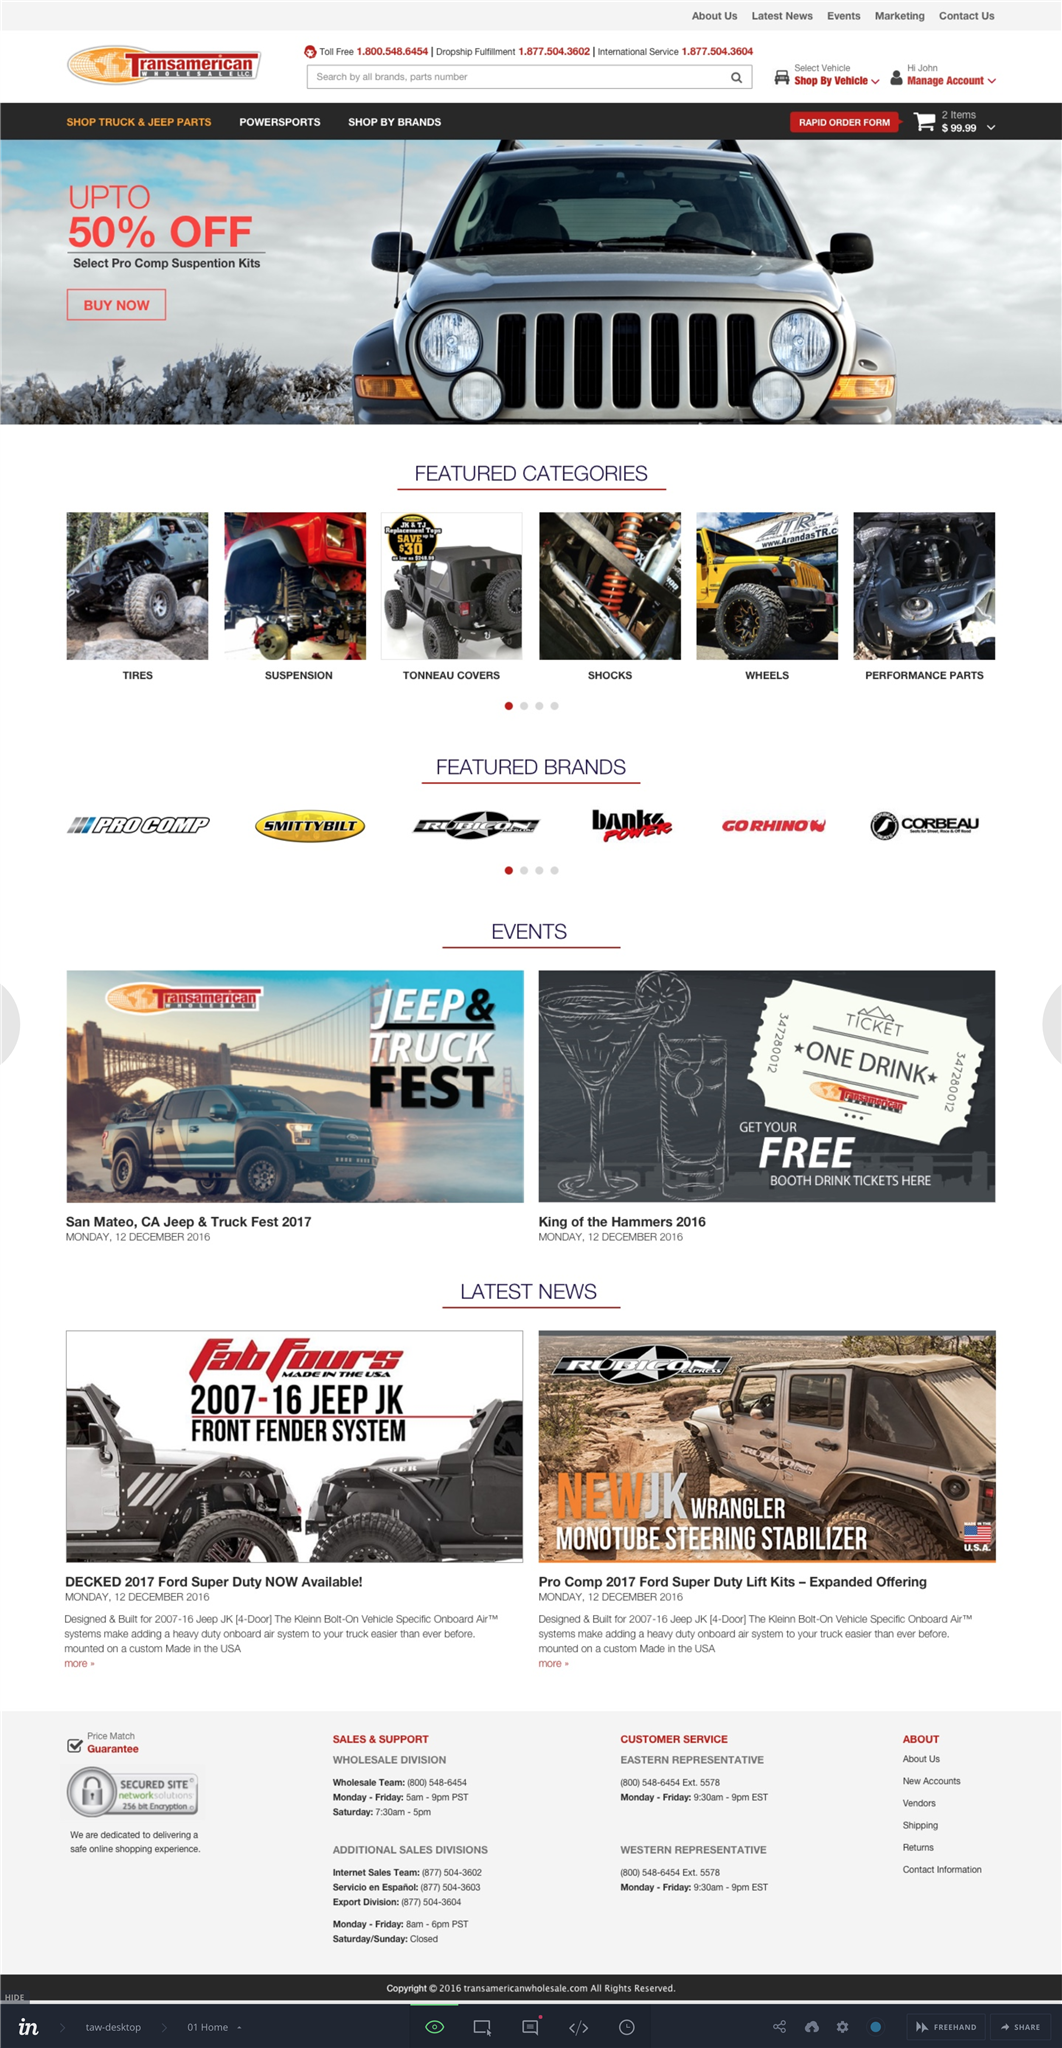 About Us Latest News Events Marketing Contact Us
Transamerican
WHOLESALE LLC.
Toll Free 1.800.548.6454 | Dropship Fulfillment 1.877.504.3602 | International Service 1.877.504.3604
Search by all brands, parts number
Select Vehicle
Shop By Vehicle
Hi John
Manage Account
SHOP TRUCK & JEEP PARTS POWERSPORTS SHOP BY BRANDS
RAPID ORDER FORM
2 Items
$ 99.99
UPTO
50% OFF
Select Pro Comp Suspention Kits
BUY NOW
FEATURED CATEGORIES
JK & TJ
Replacement Tops
SAVE
up to
$30
ATR
www.ArandasTR.c
TIRES SUSPENSION TONNEAU COVERS SHOCKS WHEELS PERFORMANCE PARTS
FEATURED BRANDS
PRO COMP
SMITTYBILT
RUBICON
EXPRESS
banks
POWER
GO RHINO
CORBEAU
Seats for Street, Race & Off Road
EVENTS
Transamerican
WHOLESALE
JEEP&
TRUCK
FEST
TICKET
ONE DRINK
347280012
347280012
Transamerican
GET YOUR
FREE
BOOTH DRINK TICKETS HERE
San Mateo, CA Jeep & Truck Fest 2017
MONDAY, 12 DECEMBER 2016
King of the Hammers 2016
MONDAY, 12 DECEMBER 2016
LATEST NEWS
Fab Fours
MADE IN THE USA
2007-16 JEEP JK
FRONT FENDER SYSTEM
RUBICON
EXPRESS
NEW JK WRANGLER
MONOTUBE STEERING STABILIZER
MADE IN THE
U.S.A.
DECKED 2017 Ford Super Duty NOW Available!
MONDAY, 12 DECEMBER 2016
Designed & Built for 2007-16 Jeep JK [4-Door] The Kleinn Bolt-On Vehicle Specific Onboard Air™
systems make adding a heavy duty onboard air system to your truck easier than ever before.
mounted on a custom Made in the USA
more »
Pro Comp 2017 Ford Super Duty Lift Kits – Expanded Offering
MONDAY, 12 DECEMBER 2016
Designed & Built for 2007-16 Jeep JK [4-Door] The Kleinn Bolt-On Vehicle Specific Onboard Air™
systems make adding a heavy duty onboard air system to your truck easier than ever before.
mounted on a custom Made in the USA
more »
Price Match
Guarantee
SECURED SITE
networksolutions
256 bit Encryption
We are dedicated to delivering a
safe online shopping experience.
SALES & SUPPORT
WHOLESALE DIVISION
Wholesale Team: (800) 548-6454
Monday - Friday: 5am - 9pm PST
Saturday: 7:30am - 5pm
ADDITIONAL SALES DIVISIONS
Internet Sales Team: (877) 504-3602
Servicio en Español: (877) 504-3603
Export Division: (877) 504-3604
Monday - Friday: 8am - 6pm PST
Saturday/Sunday: Closed
CUSTOMER SERVICE
EASTERN REPRESENTATIVE
(800) 548-6454 Ext. 5578
Monday - Friday: 9:30am - 9pm EST
WESTERN REPRESENTATIVE
(800) 548-6454 Ext. 5578
Monday - Friday: 9:30am - 9pm EST
ABOUT
About Us
New Accounts
Vendors
Shipping
Returns
Contact Information
Copyright © 2016 transamericanwholesale.com All Rights Reserved.
HIDE
in taw-desktop 01 Home
FREEHAND
SHARE